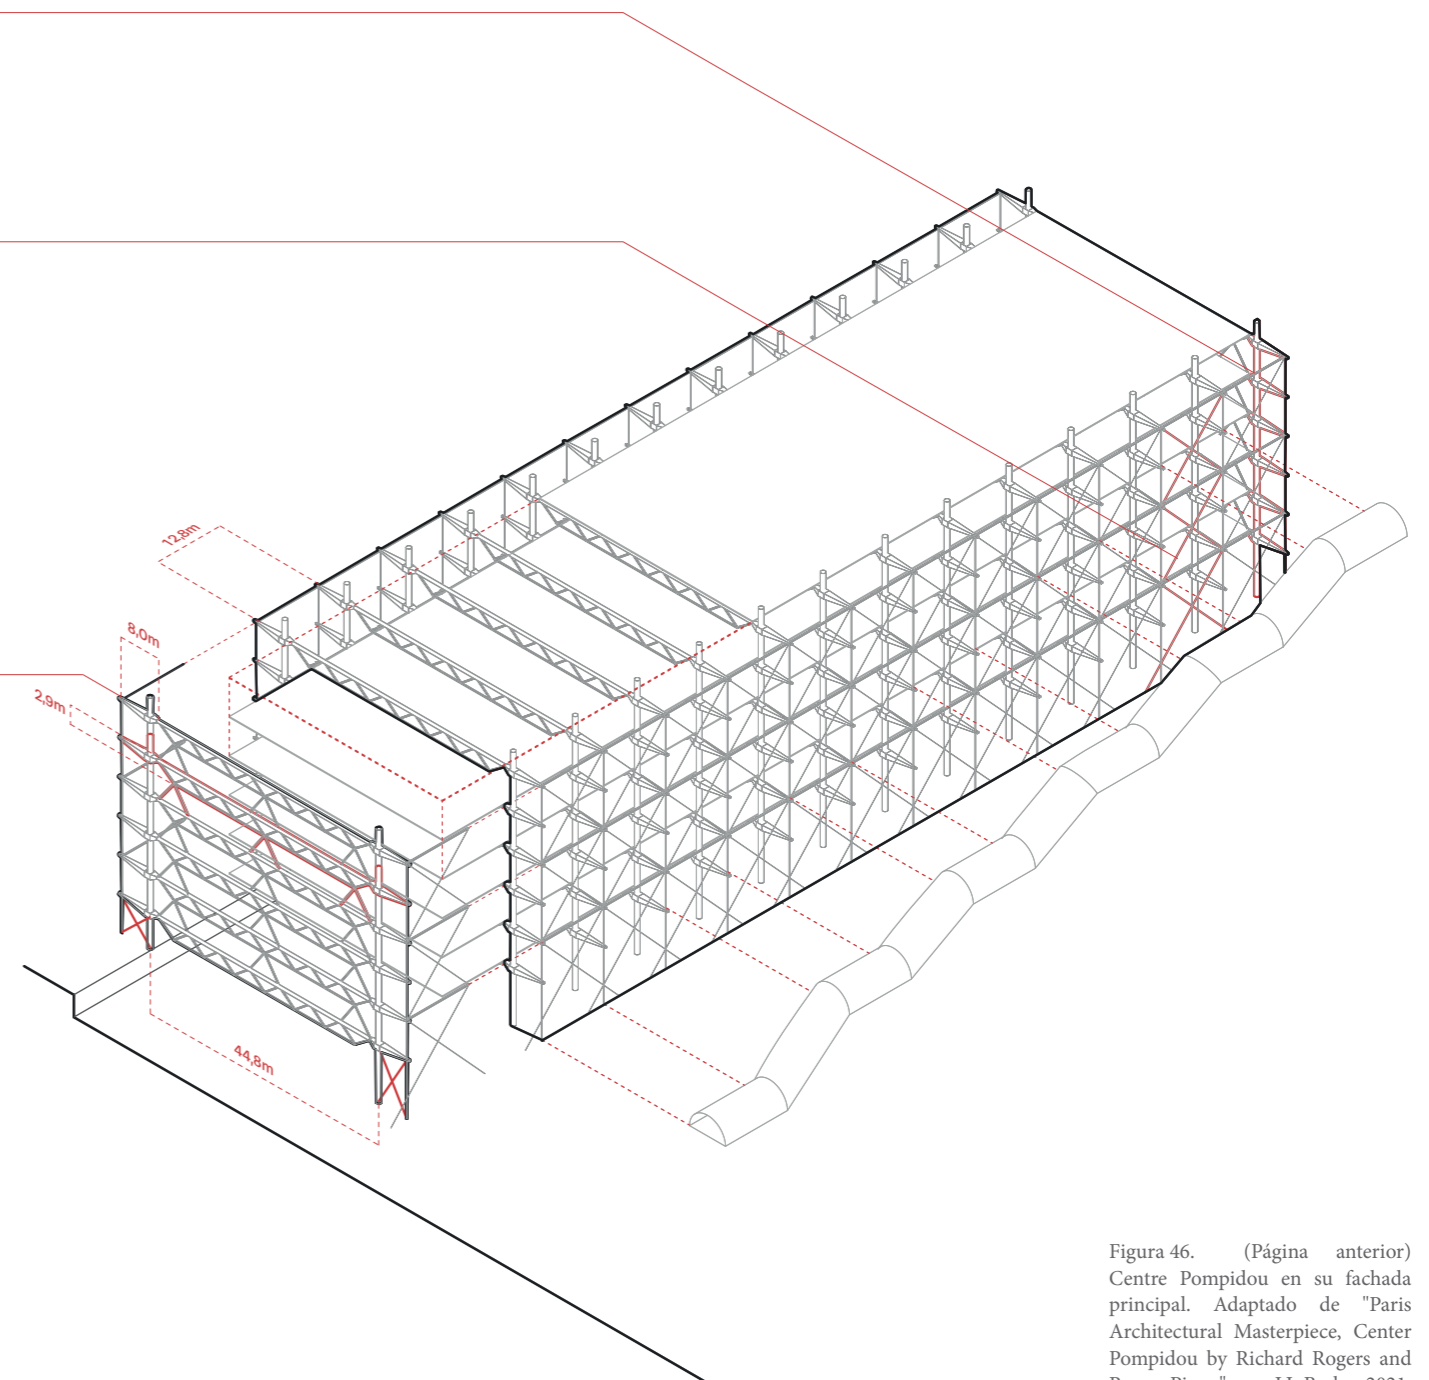 12,8m
8,0m
2,9m
44,8m
Figura 46. (Página anterior)
Centre Pompidou en su fachada
principal. Adaptado de "Paris
Architectural Masterpiece, Center
Pompidou by Richard Rogers and